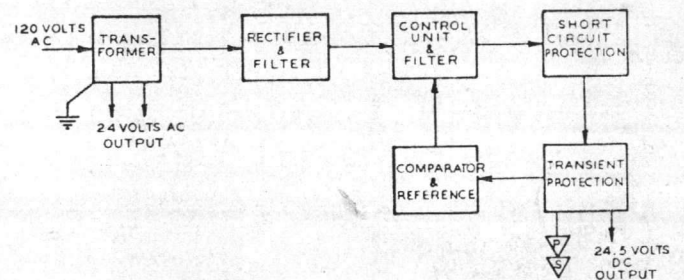 120 VOLTS
AC
TRANS-
FORMER
RECTIFIER
&
FILTER
CONTROL
UNIT
&
FILTER
SHORT
CIRCUIT
PROTECTION
24 VOLTS AC
OUTPUT
COMPARATOR
&
REFERENCE
TRANSIENT
PROTECTION
P
S
24.5 VOLTS
DC
OUTPUT